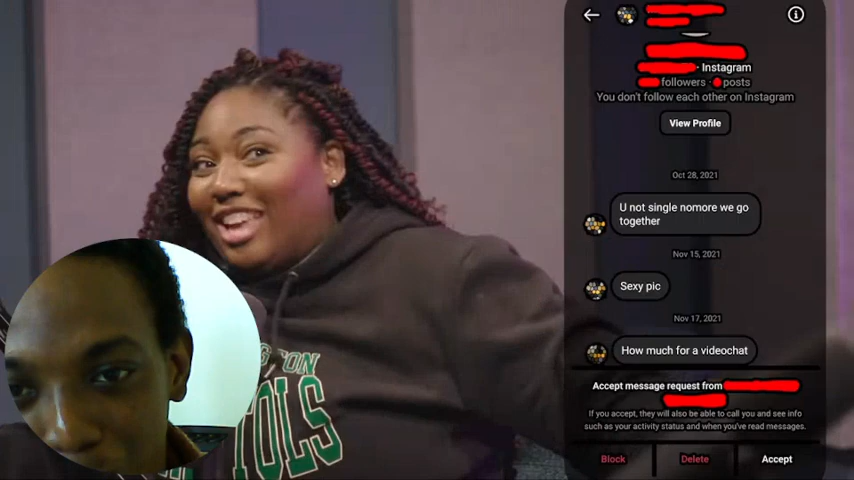 Instagram
followers · posts
You don't follow each other on Instagram
View Profile
Oct 28, 2021
U not single nomore we go
together
Nov 15, 2021
Sexy pic
Nov 17, 2021
How much for a videochat
Accept message request from
If you accept, they will also be able to call you and see info
such as your activity status and when you've read messages.
Block Delete Accept